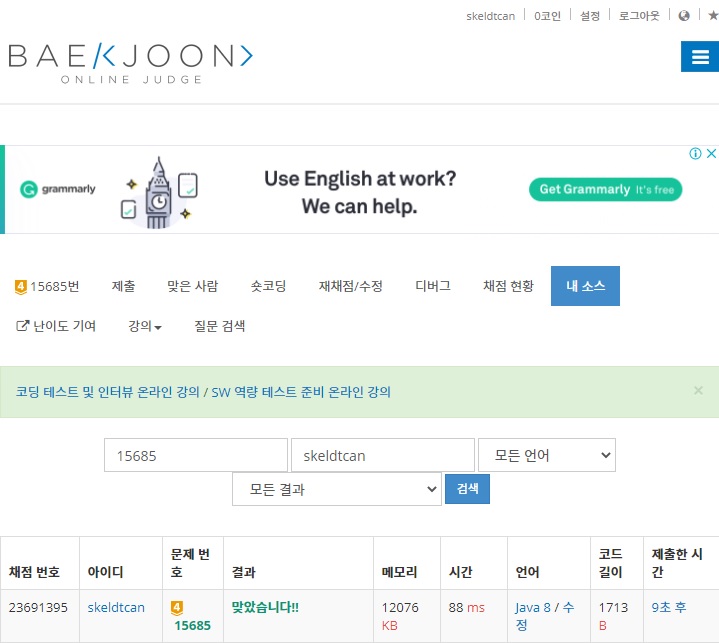 skeldtcan 0코인 설정 로그아웃
BAEKJOON>
ONLINE JUDGE
grammarly
Use English at work?
We can help.
Get Grammarly It's free
4 15685번 제출 맞은 사람 숏코딩 재채점/수정 디버그 채점 현황 내 소스
난이도 기여 강의 질문 검색
코딩 테스트 및 인터뷰 온라인 강의 / SW 역량 테스트 준비 온라인 강의 ×
15685 skeldtcan 모든 언어
모든 결과 검색
채점 번호 아이디 문제 번호 결과 메모리 시간 언어 코드 길이 제출한 시간
23691395 skeldtcan 4 15685 맞았습니다!! 12076 KB 88 ms Java 8 / 수정 1713 B 9초 후